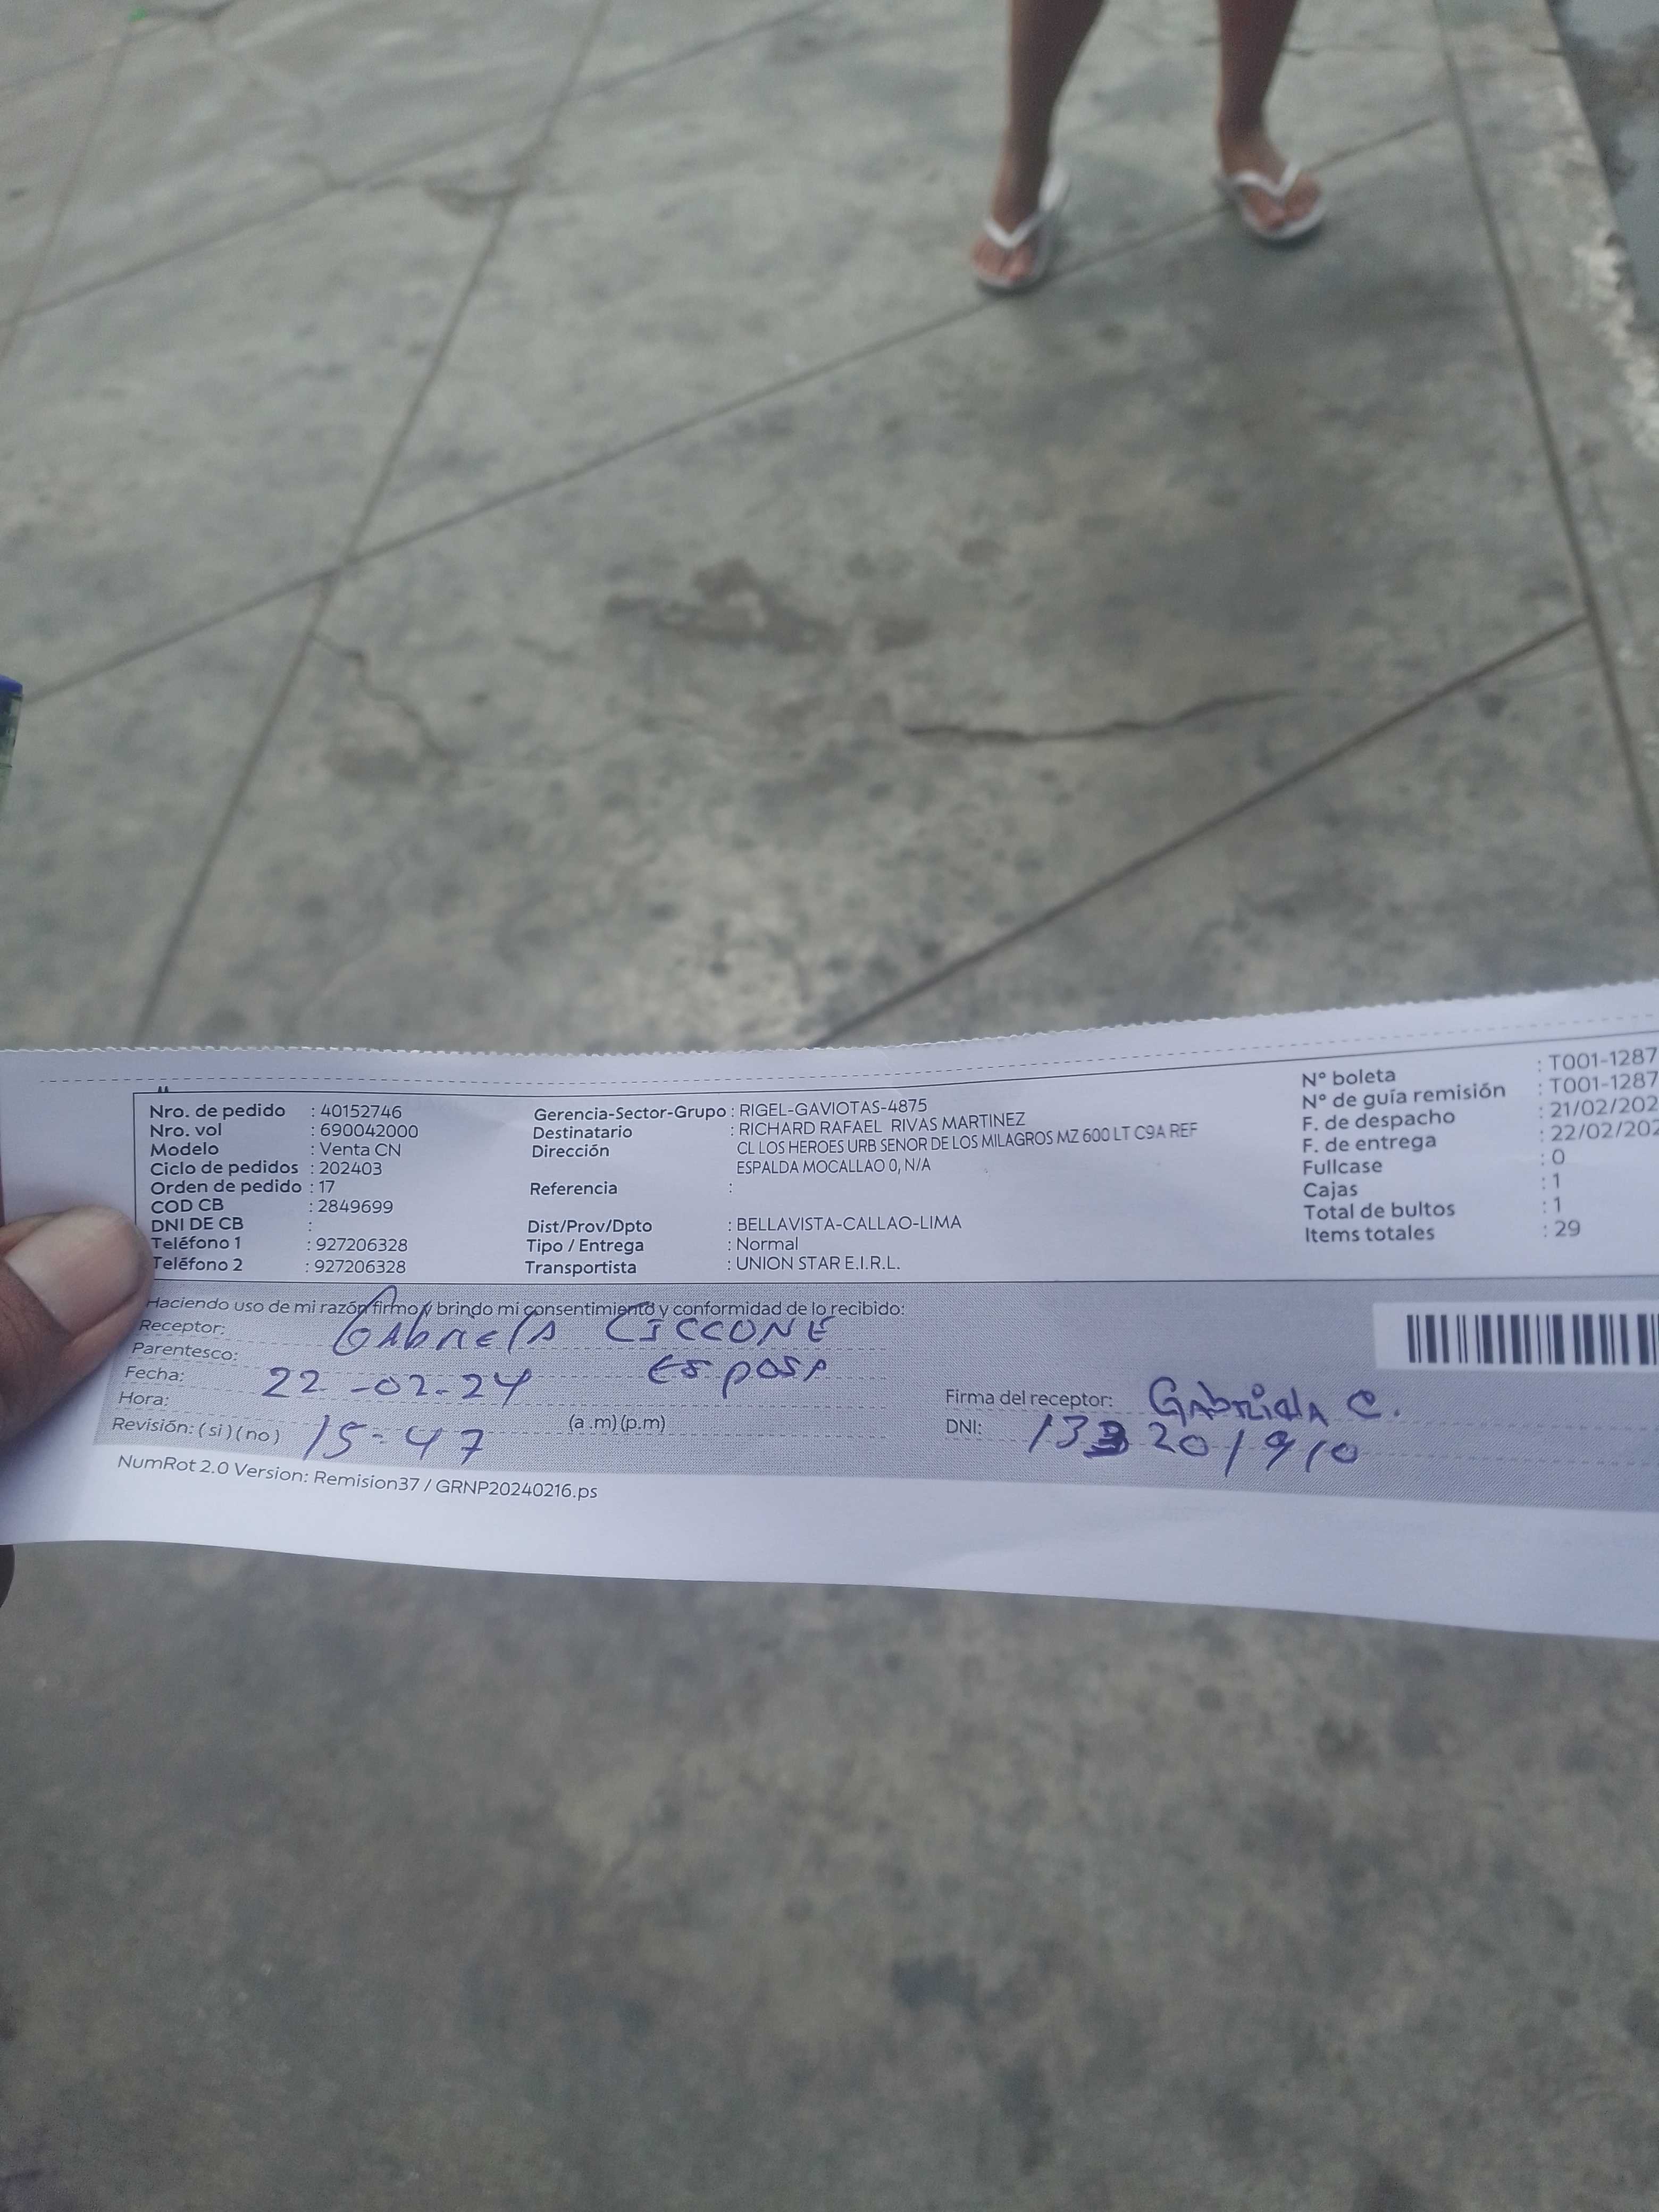 Nro. de pedido : 40152746
Nro. vol : 690042000
Modelo : Venta CN
Ciclo de pedidos : 202403
Orden de pedido : 17
COD CB : 2849699
DNI DE CB :
Teléfono 1 : 927206328
Teléfono 2 : 927206328
Gerencia-Sector-Grupo : RIGEL-GAVIOTAS-4875
Destinatario : RICHARD RAFAEL RIVAS MARTINEZ
Dirección CL LOS HEROES URB SENOR DE LOS MILAGROS MZ 600 LT C9A REF
ESPALDA MOCALLAO 0, N/A
Referencia :
Dist/Prov/Dpto : BELLAVISTA-CALLAO-LIMA
Tipo / Entrega : Normal
Transportista : UNION STAR E.I.R.L.
N° boleta : T001-1287
N° de guía remisión : T001-1287
F. de despacho : 21/02/202
F. de entrega : 22/02/202
Fullcase : 0
Cajas : 1
Total de bultos : 1
Items totales : 29
Haciendo uso de mi razón firmo y brindo mi consentimiento y conformidad de lo recibido:
Receptor: GAbrielA CICCONE
Parentesco: EsposA
Fecha: 22-02-24
Hora: 15-47 (a.m) (p.m)
Revisión: (si) (no)
Firma del receptor: GAbrielA C.
DNI: 133201910
NumRot 2.0 Version: Remision37 / GRNP20240216.ps